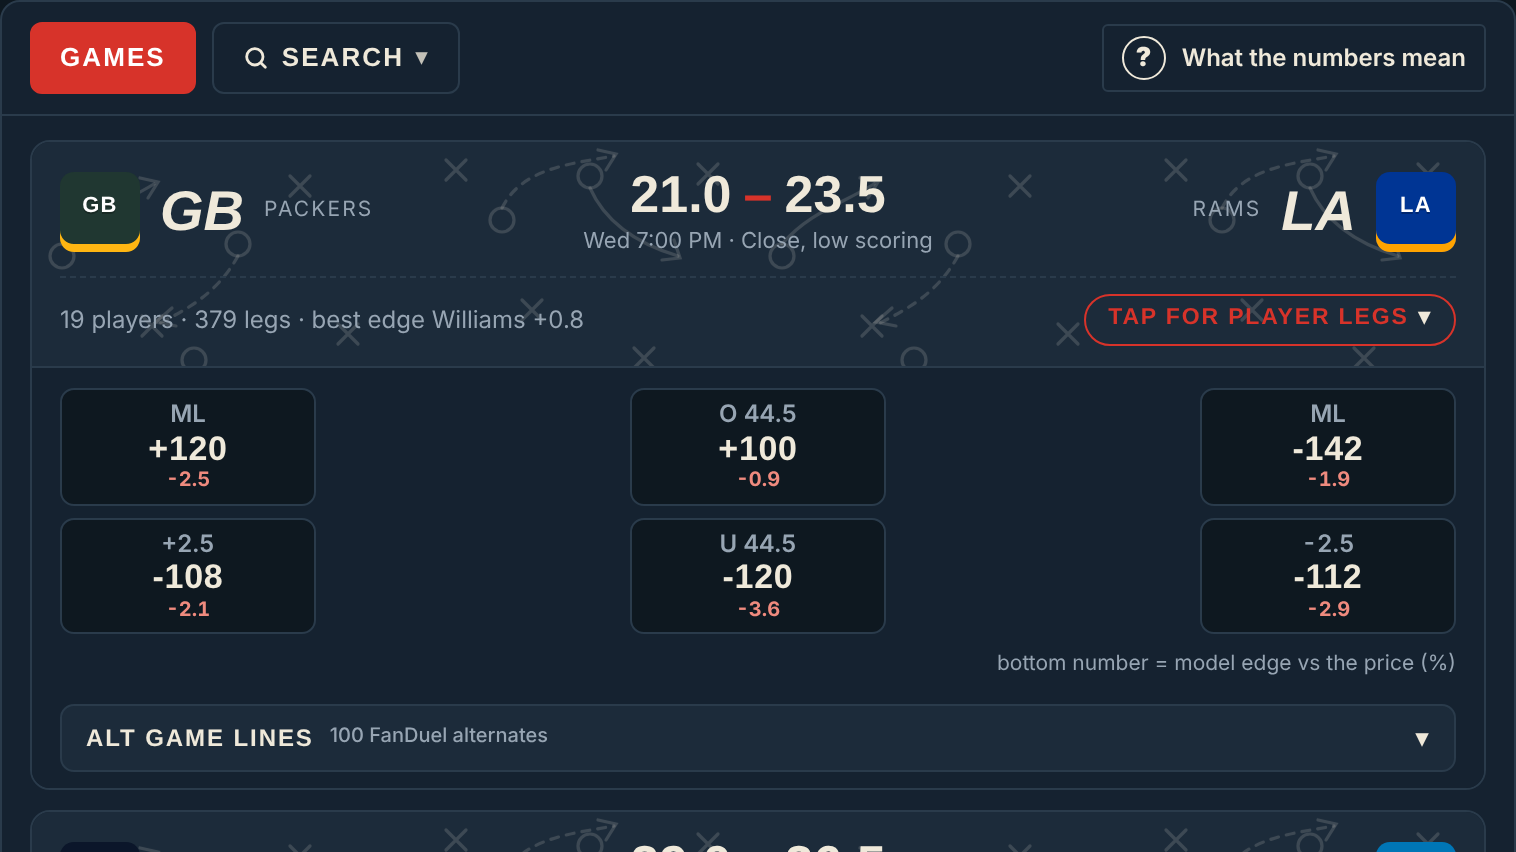 GAMES
SEARCH ▼
? What the numbers mean
GB
GB PACKERS
21.0 – 23.5
Wed 7:00 PM · Close, low scoring
RAMS LA
LA
19 players · 379 legs · best edge Williams +0.8
TAP FOR PLAYER LEGS ▼
ML
+120
-2.5
O 44.5
+100
-0.9
ML
-142
-1.9
+2.5
-108
-2.1
U 44.5
-120
-3.6
-2.5
-112
-2.9
bottom number = model edge vs the price (%)
ALT GAME LINES 100 FanDuel alternates ▼